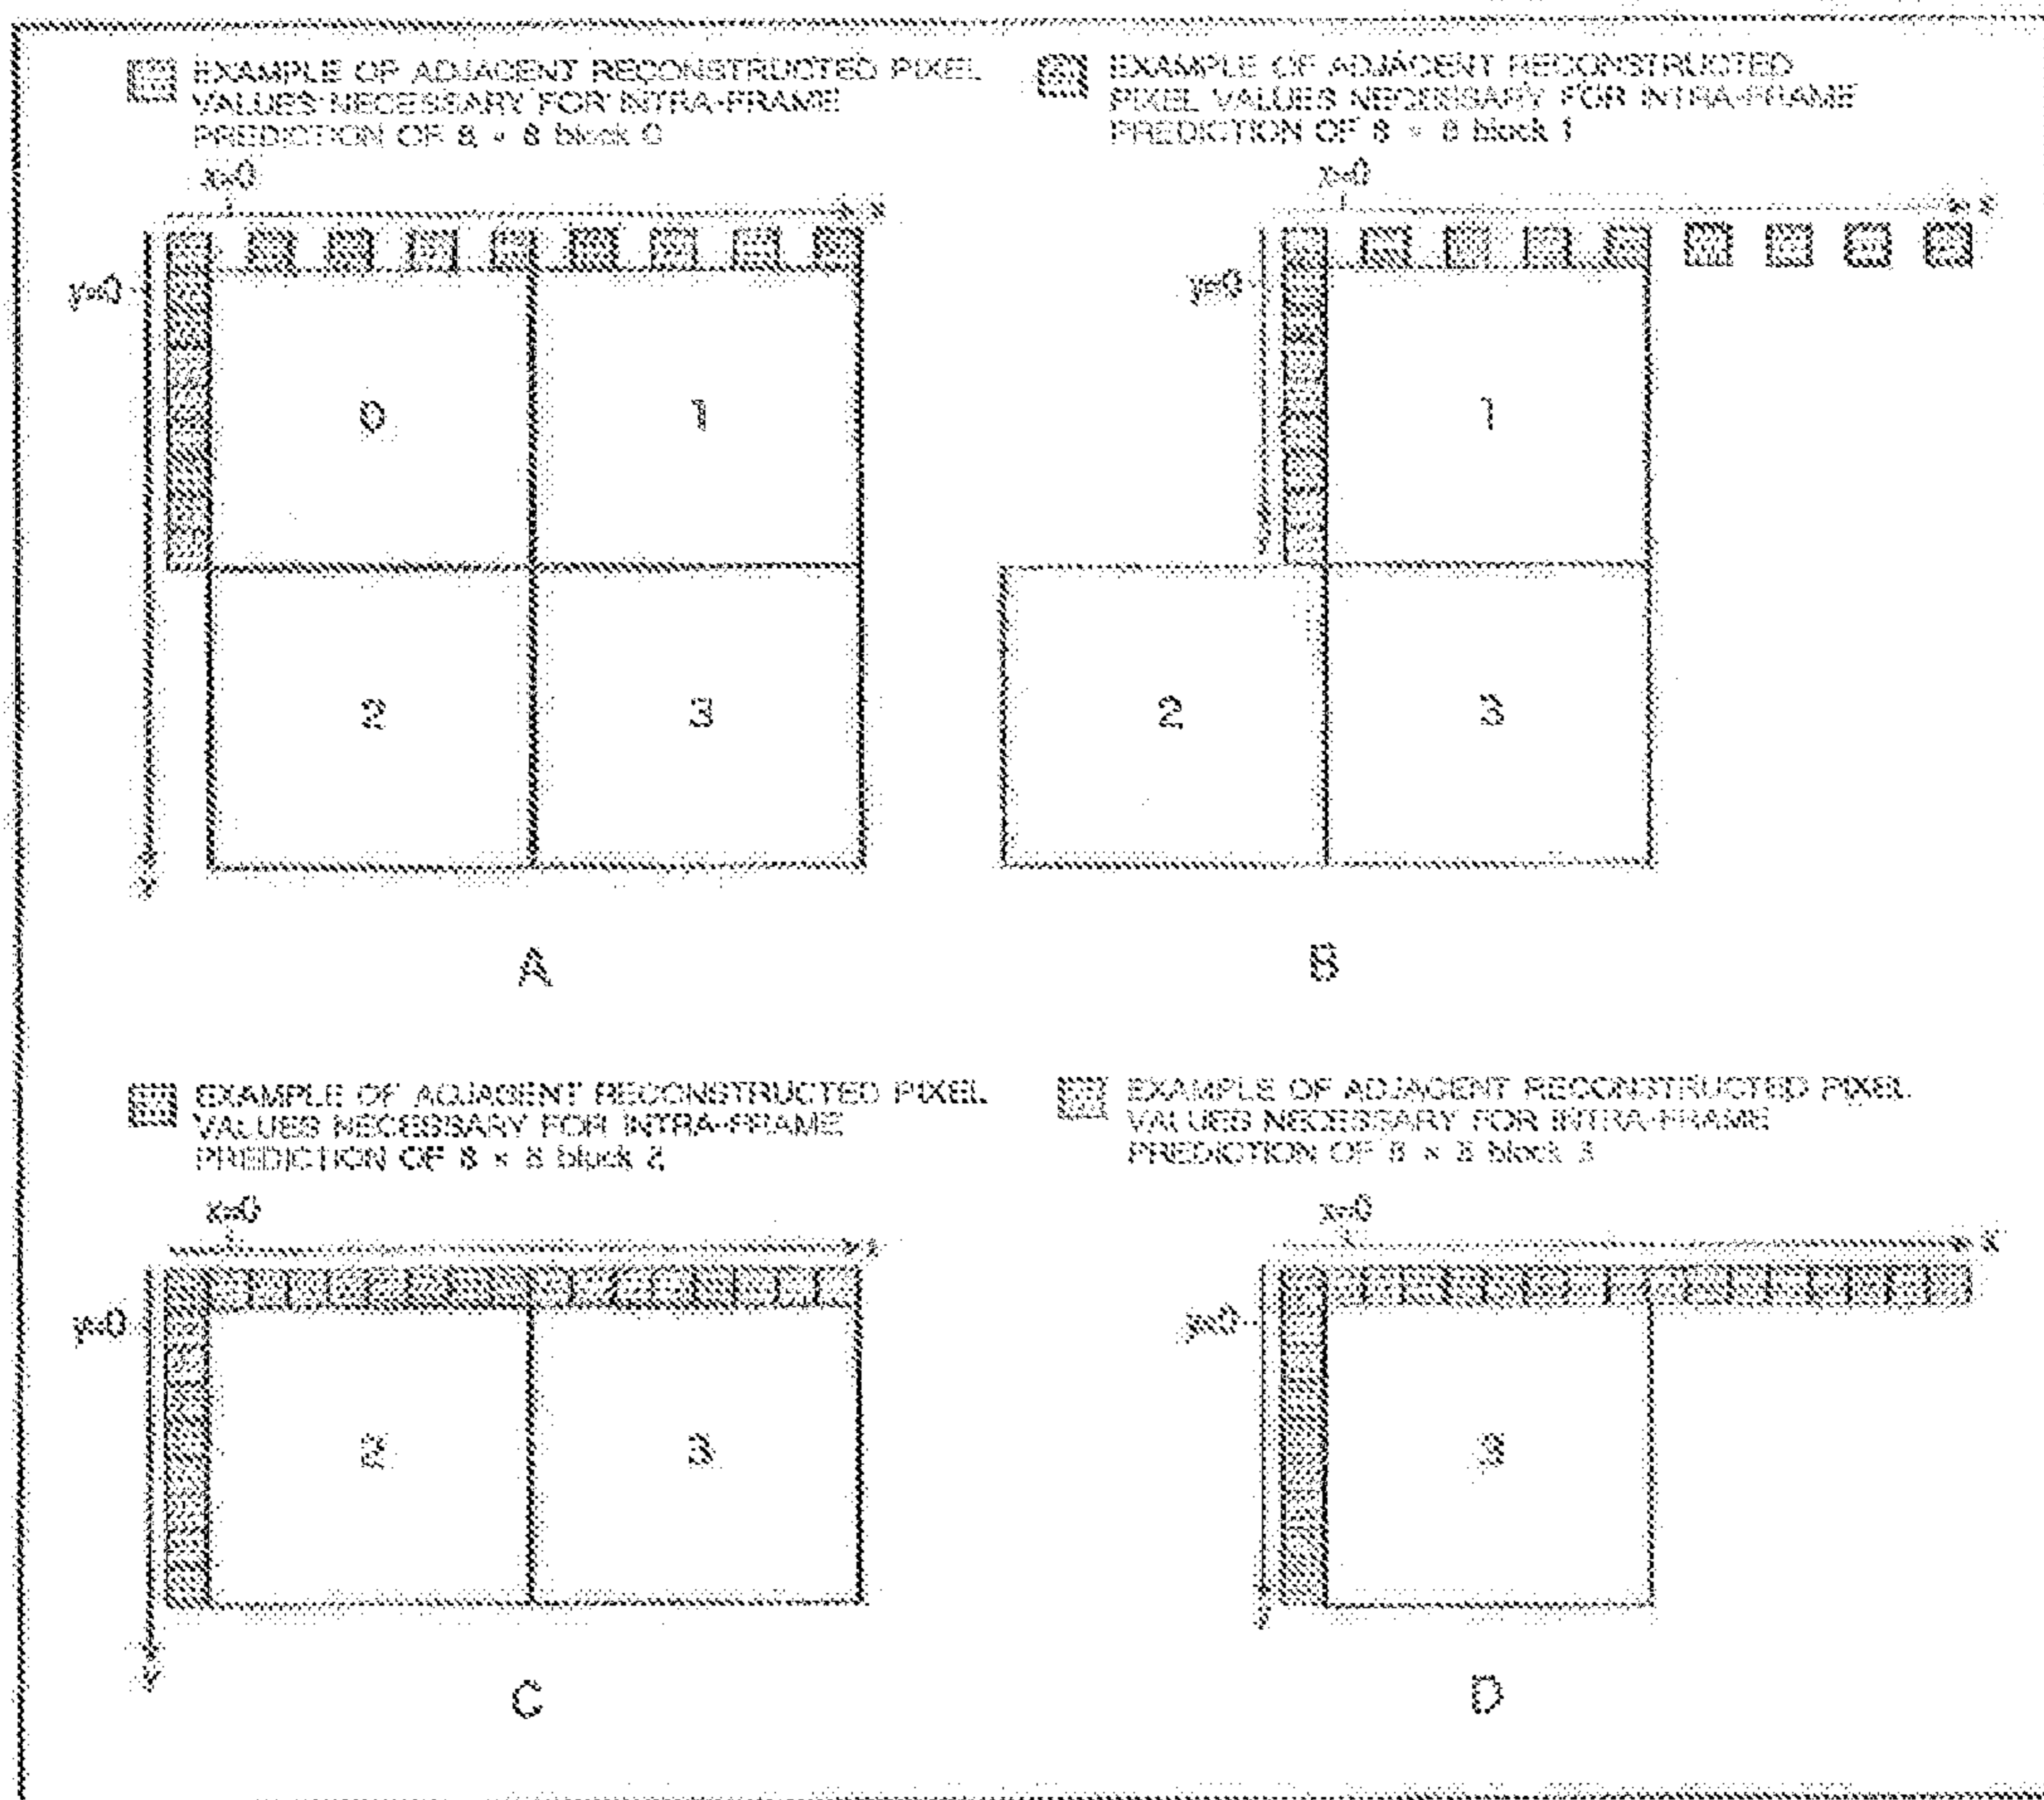 EXAMPLE OF ADJACENT RECONSTRUCTED PIXEL
VALUES NECESSARY FOR INTRA-FRAME
PREDICTION OF 8 × 8 block 0
x=0
x
y=0
0
1
2
3
y
A
EXAMPLE OF ADJACENT RECONSTRUCTED
PIXEL VALUES NECESSARY FOR INTRA-FRAME
PREDICTION OF 8 × 8 block 1
x=0
x
y=0
1
y
2
3
B
EXAMPLE OF ADJACENT RECONSTRUCTED PIXEL
VALUES NECESSARY FOR INTRA-FRAME
PREDICTION OF 8 × 8 block 2
x=0
x
y=0
2
3
y
C
EXAMPLE OF ADJACENT RECONSTRUCTED PIXEL
VALUES NECESSARY FOR INTRA-FRAME
PREDICTION OF 8 × 8 block 3
x=0
x
y=0
3
y
D